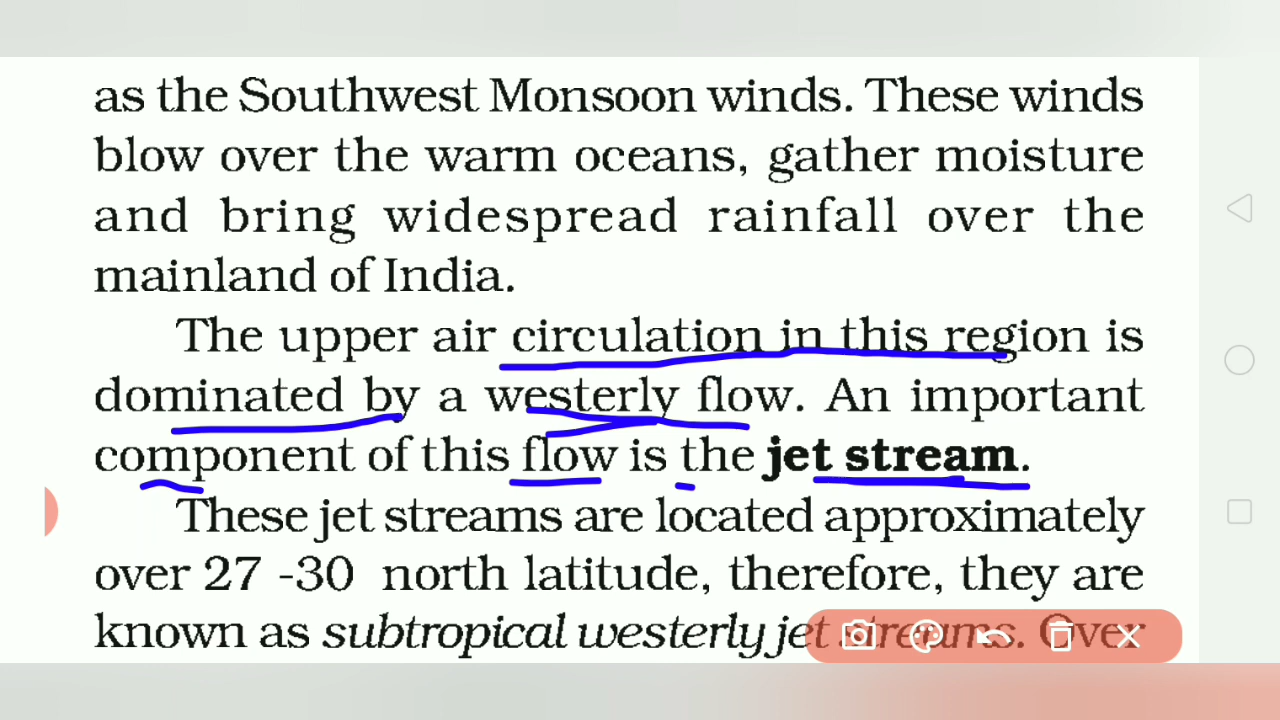 as the Southwest Monsoon winds. These winds
blow over the warm oceans, gather moisture
and bring widespread rainfall over the
mainland of India.
The upper air circulation in this region is
dominated by a westerly flow. An important
component of this flow is the jet stream.
These jet streams are located approximately
over 27 -30 north latitude, therefore, they are
known as subtropical westerly jet streams. Over